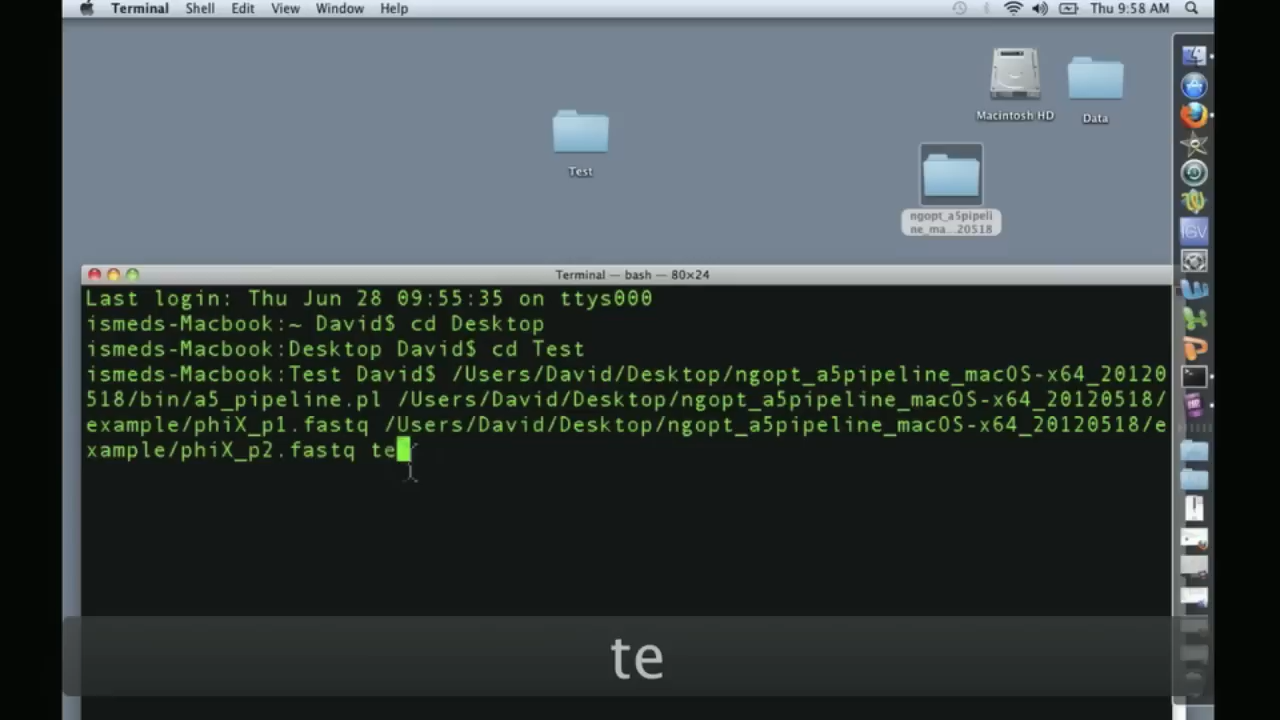 Terminal Shell Edit View Window Help Thu 9:58 AM
Macintosh HD
Data
Test
ngopt_a5pipeli
ne_ma...20518
Terminal — bash — 80×24
Last login: Thu Jun 28 09:55:35 on ttys000
ismeds-Macbook:~ David$ cd Desktop
ismeds-Macbook:Desktop David$ cd Test
ismeds-Macbook:Test David$ /Users/David/Desktop/ngopt_a5pipeline_macOS-x64_20120
518/bin/a5_pipeline.pl /Users/David/Desktop/ngopt_a5pipeline_macOS-x64_20120518/
example/phiX_p1.fastq /Users/David/Desktop/ngopt_a5pipeline_macOS-x64_20120518/e
xample/phiX_p2.fastq te
IGV
te